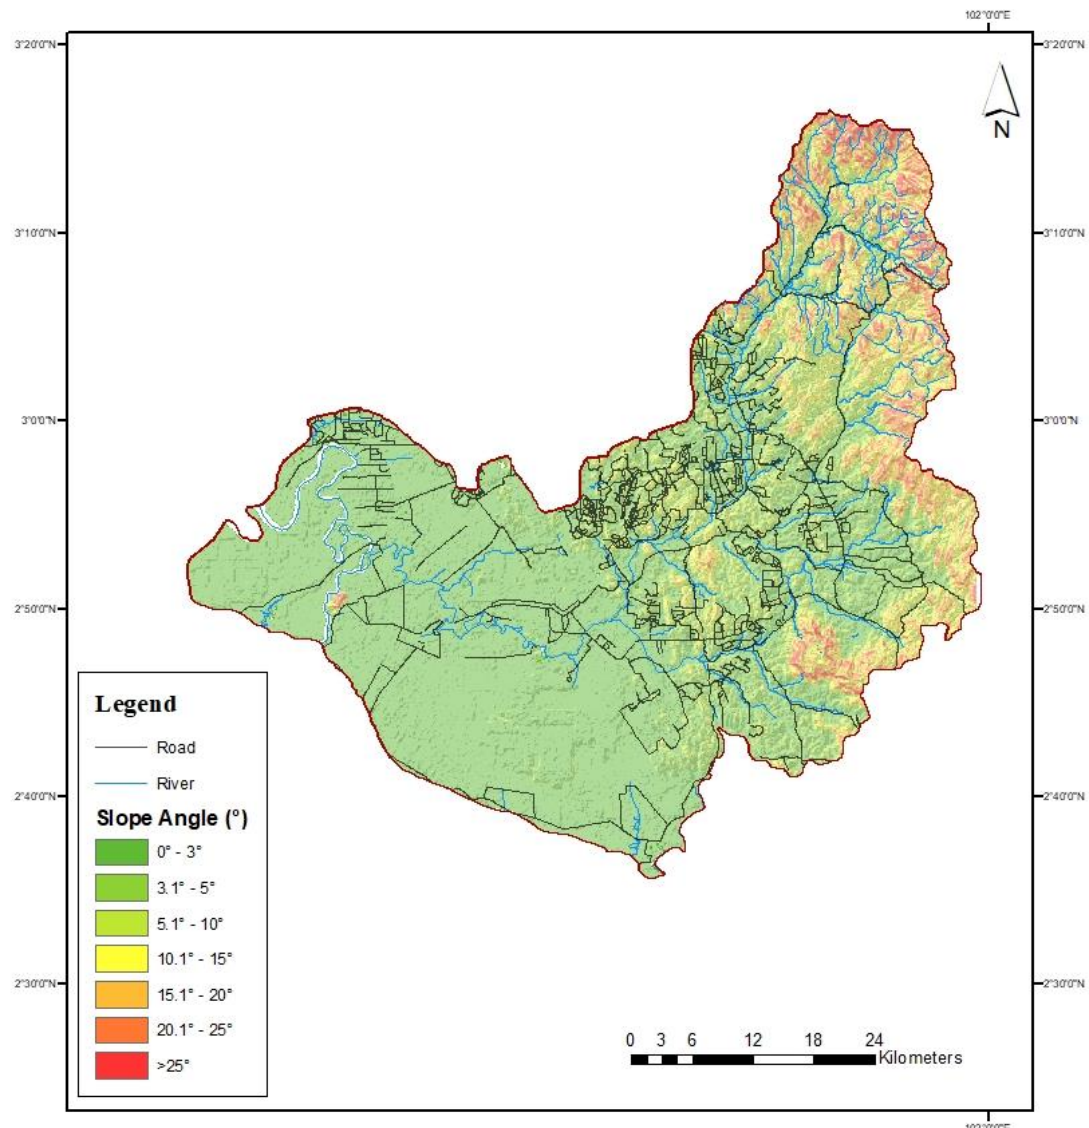 102°0'0"E
3°20'0"N
3°20'0"N
N
3°10'0"N
3°10'0"N
3°0'0"N
3°0'0"N
2°50'0"N
2°50'0"N
Legend
Road
River
2°40'0"N
2°40'0"N
Slope Angle (°)
0° - 3°
3.1° - 5°
5.1° - 10°
10.1° - 15°
2°30'0"N
2°30'0"N
15.1° - 20°
20.1° - 25°
0 3 6 12 18 24
Kilometers
>25°